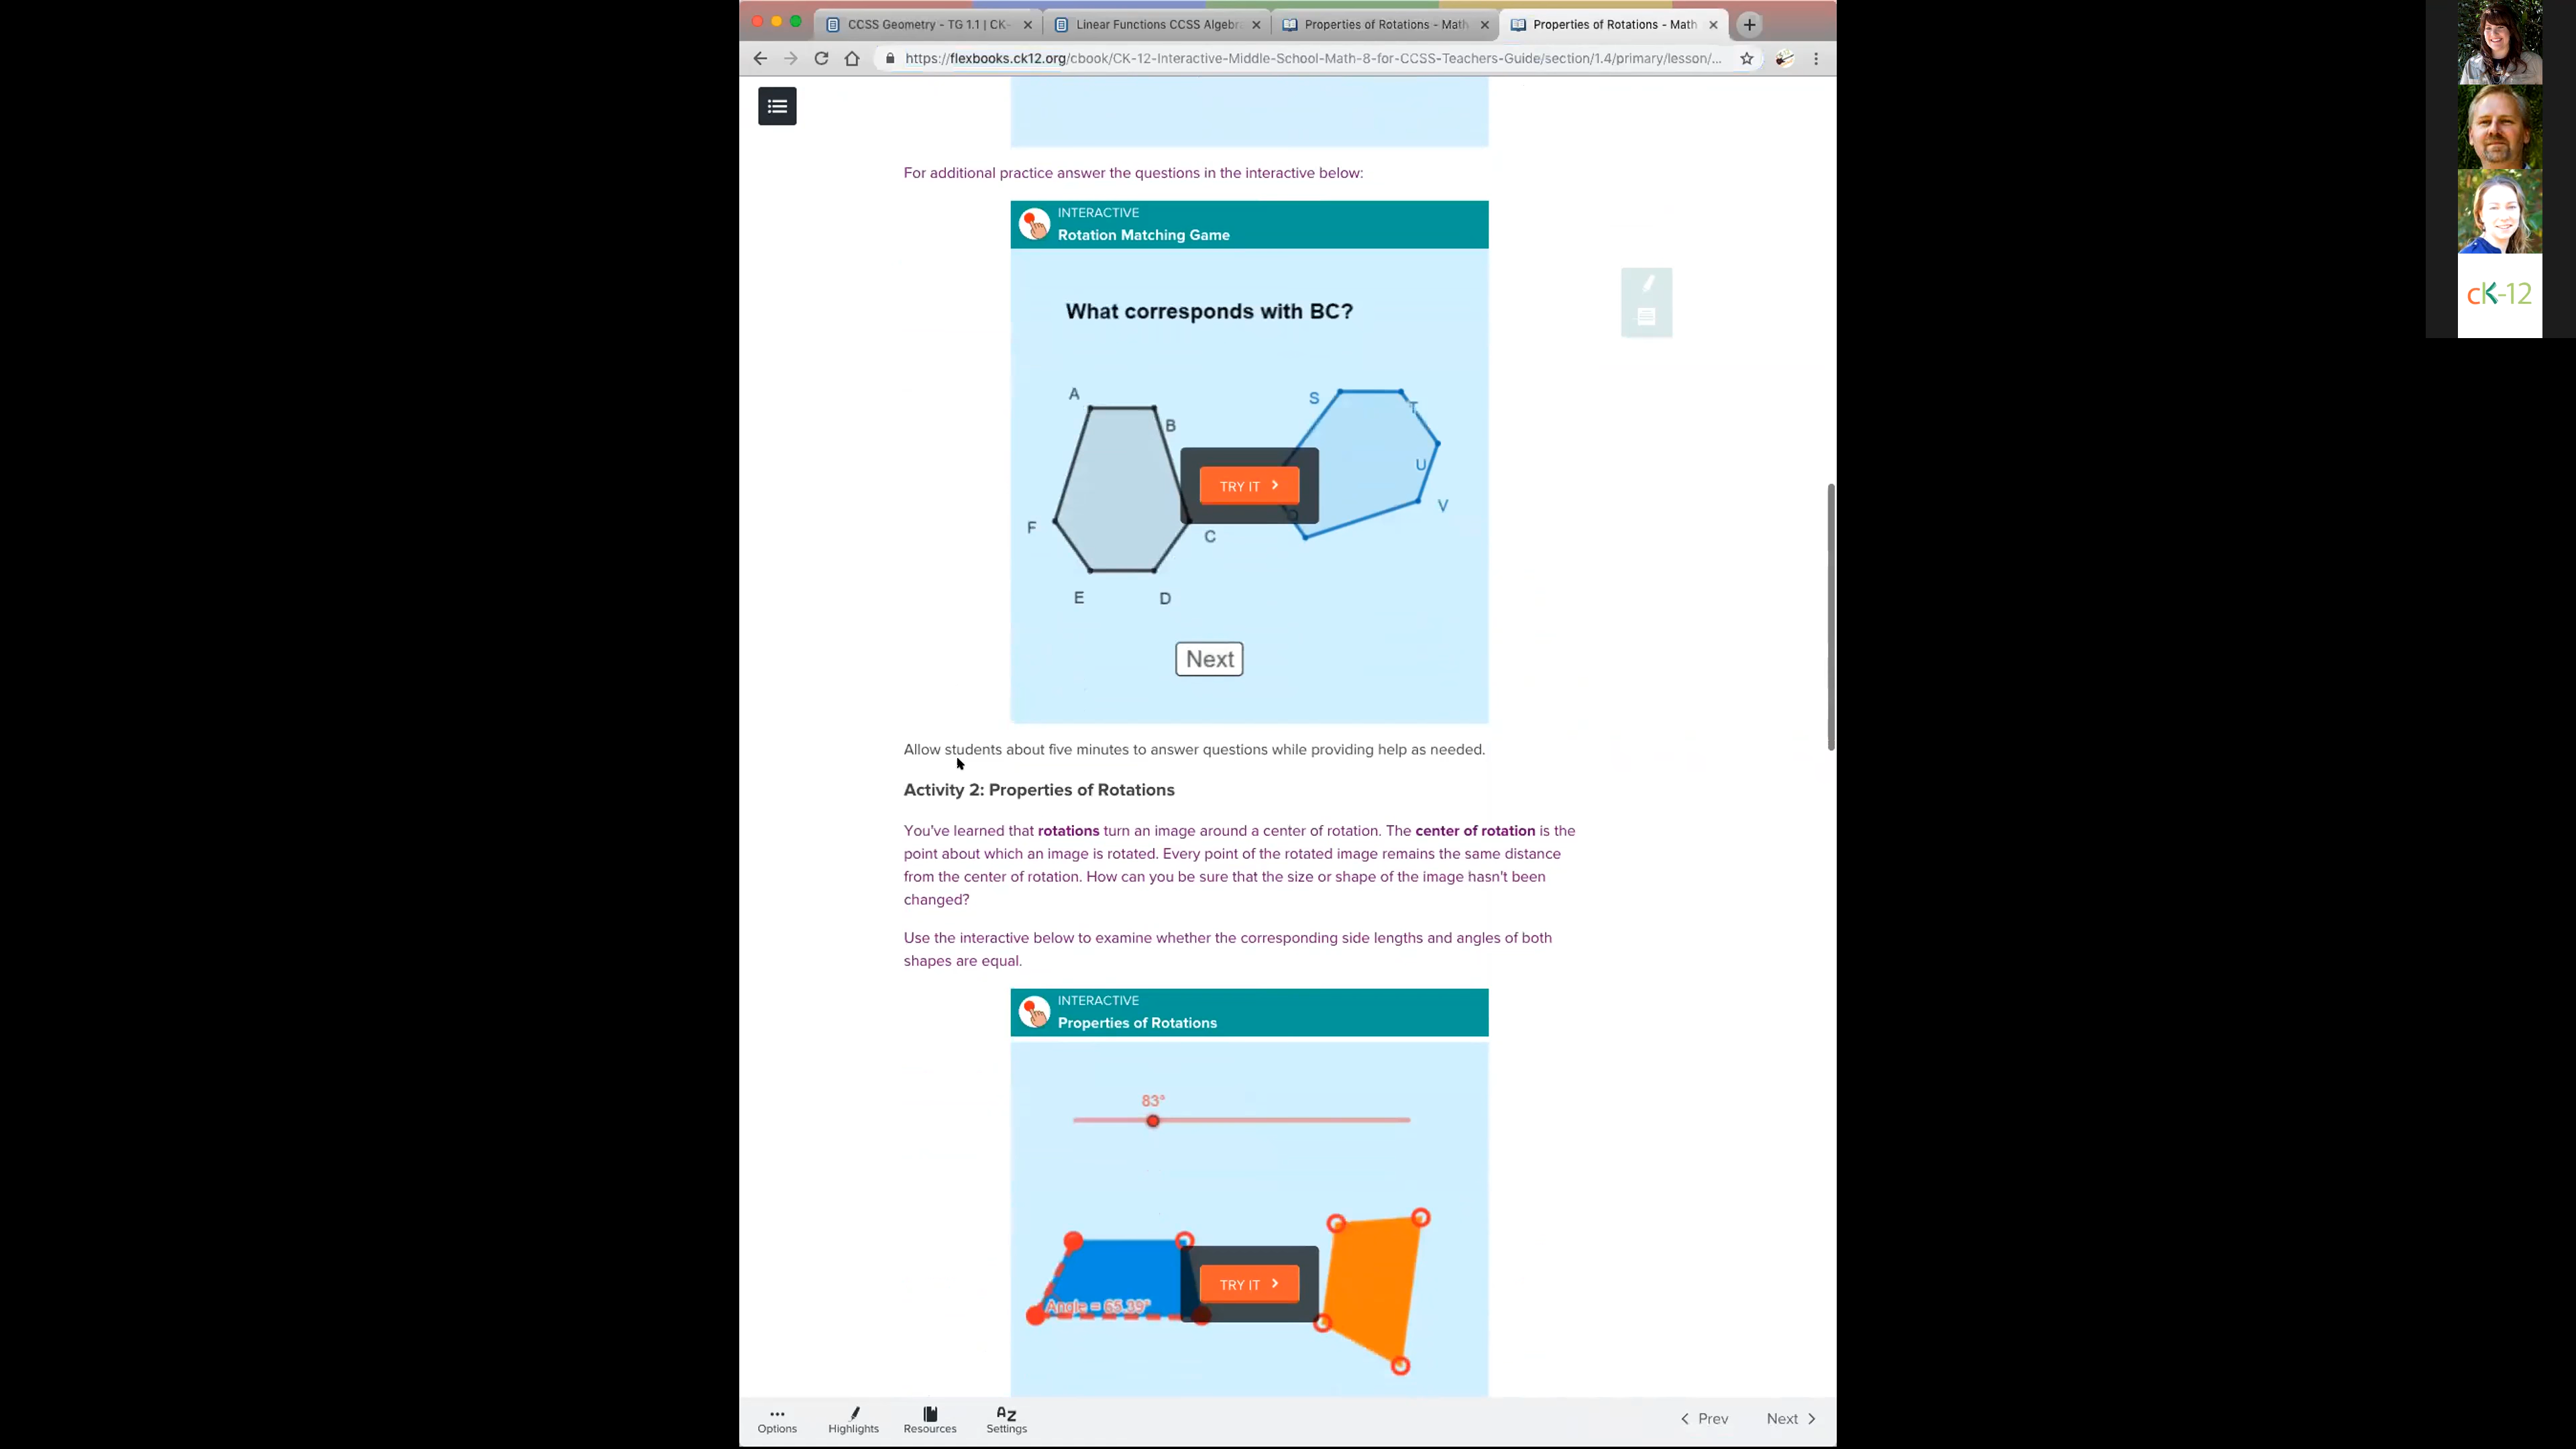 CCSS Geometry - TG 1.1 | CK-
Linear Functions CCSS Algebr
Properties of Rotations - Math
Properties of Rotations - Math
https://flexbooks.ck12.org/cbook/CK-12-Interactive-Middle-School-Math-8-for-CCSS-Teachers-Guide/section/1.4/primary/lesson/...
cK-12
For additional practice answer the questions in the interactive below:
INTERACTIVE
Rotation Matching Game
What corresponds with BC?
A
B
C
D
E
F
S
T
U
V
Q
TRY IT
Next
Allow students about five minutes to answer questions while providing help as needed.
Activity 2: Properties of Rotations
You've learned that rotations turn an image around a center of rotation. The center of rotation is the
point about which an image is rotated. Every point of the rotated image remains the same distance
from the center of rotation. How can you be sure that the size or shape of the image hasn't been
changed?
Use the interactive below to examine whether the corresponding side lengths and angles of both
shapes are equal.
INTERACTIVE
Properties of Rotations
83°
Angle = 65.39°
TRY IT
Options
Highlights
Resources
AZ
Settings
Prev
Next